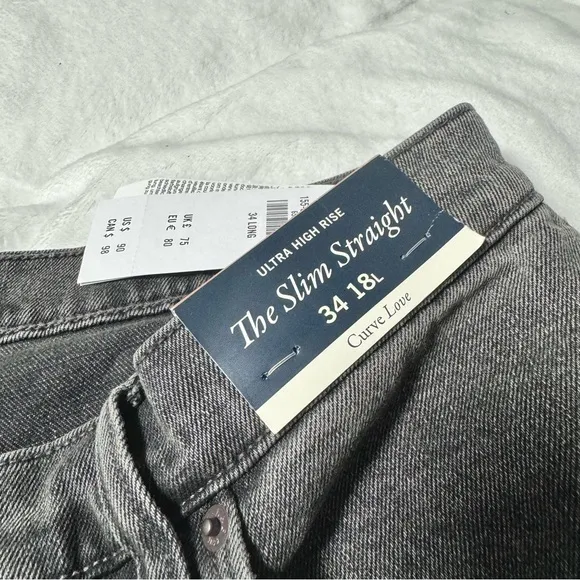 ULTRA HIGH RISE
The Slim Straight
34 18L
Curve Love
34 LONG
UK £ 75
EU € 80
US $ 90
CAN $ 98